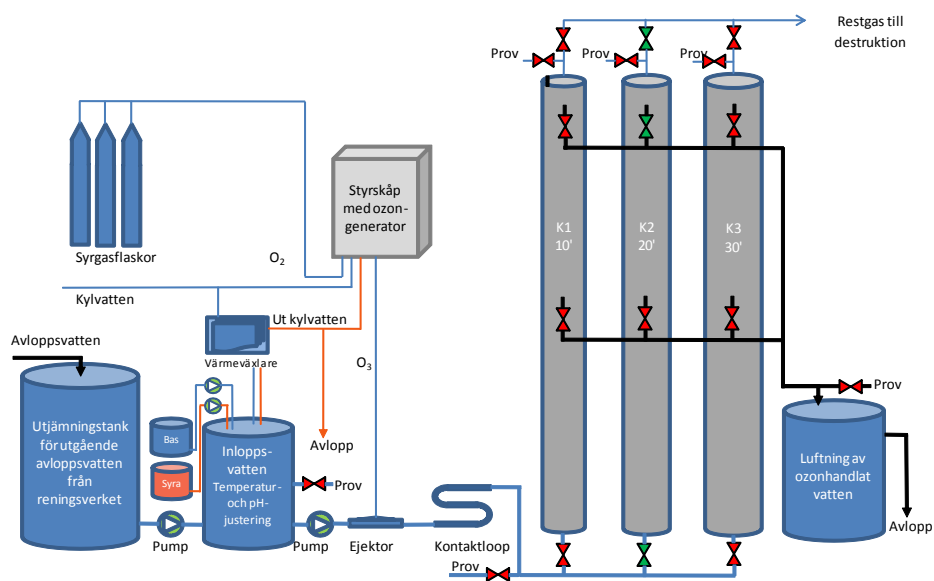 Restgas till
destruktion
Prov
Prov
Prov
Styrskåp
med ozon-
generator
K1
10'
K2
20'
K3
30'
Syrgasflaskor
O2
Kylvatten
Ut kylvatten
Avloppsvatten
Värmeväxlare
O3
Prov
Utjämningstank
för utgående
avloppsvatten
från
reningsverket
Bas
Syra
Inlopps-
vatten
Temperatur-
och pH-
justering
Avlopp
Prov
Luftning av
ozonhandlat
vatten
Avlopp
Pump
Pump
Ejektor
Kontaktloop
Prov